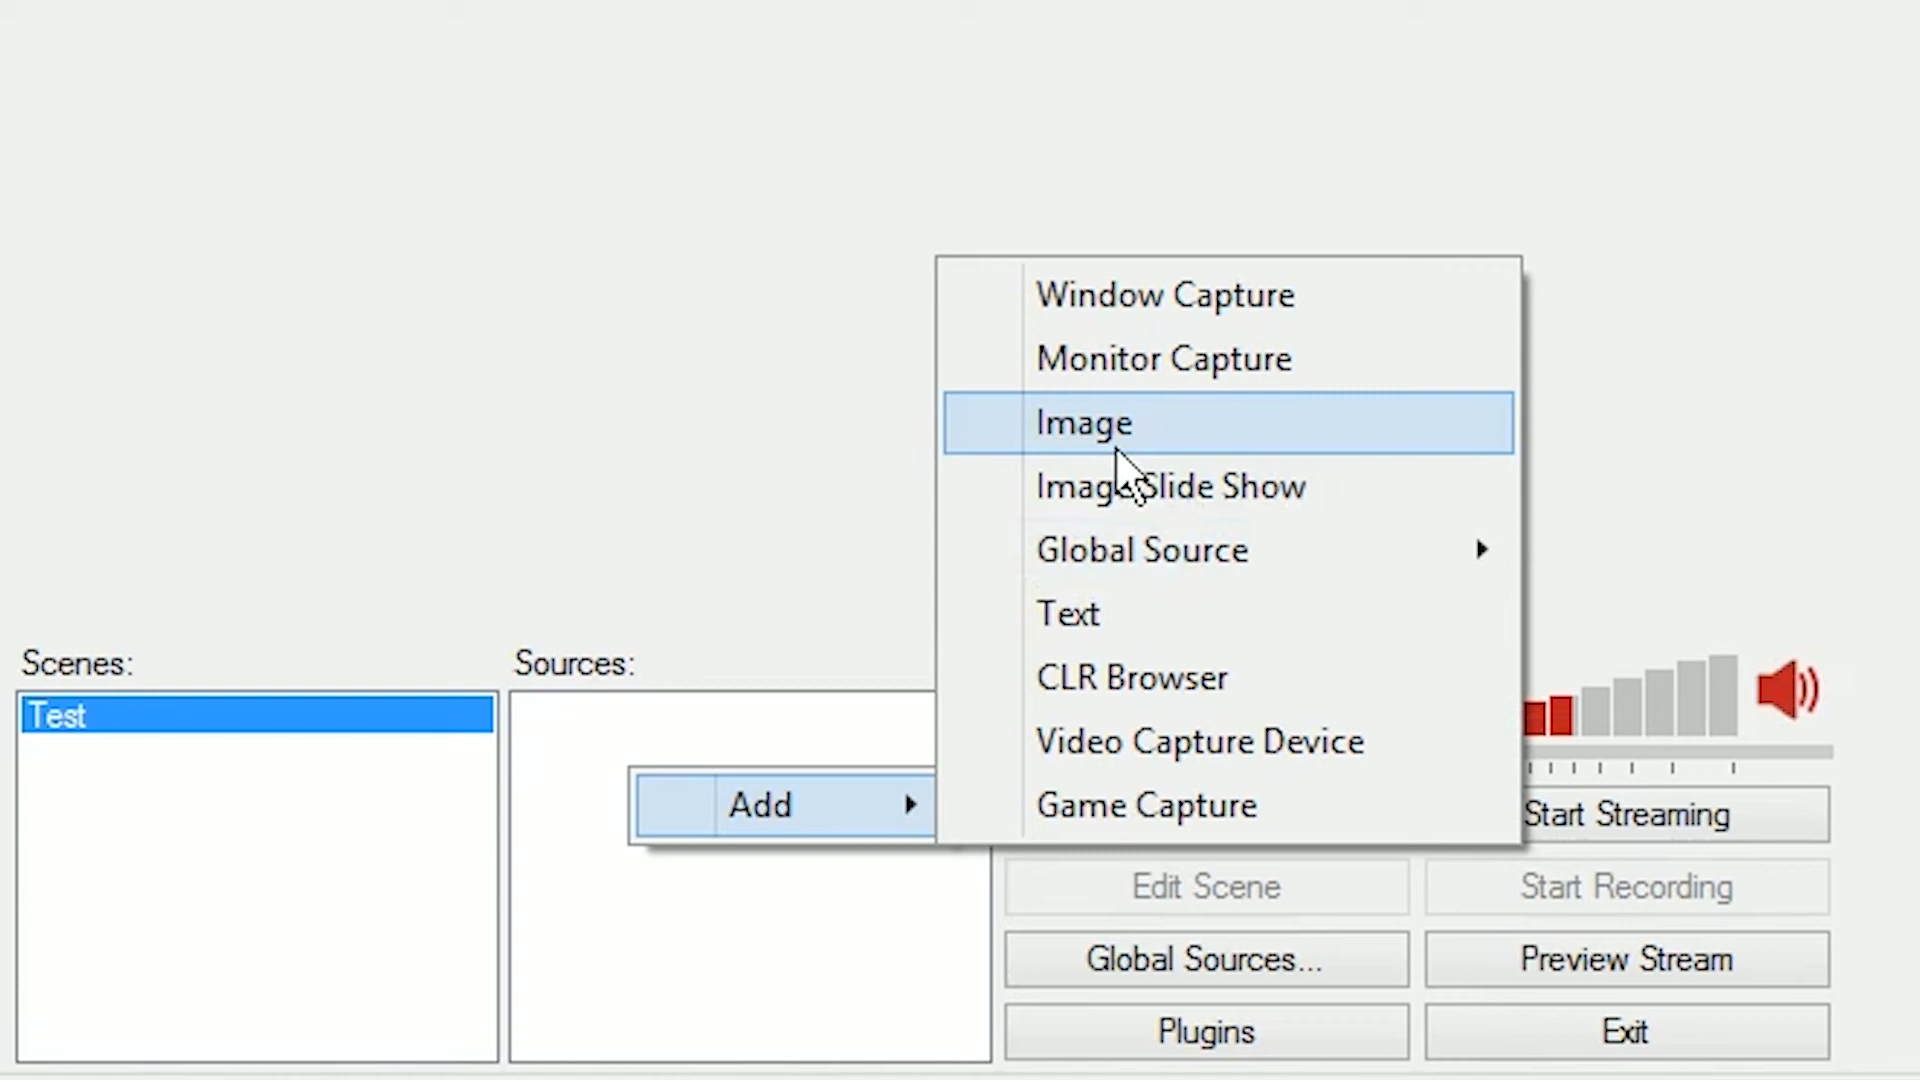 Window Capture
Monitor Capture
Image
Image Slide Show
Global Source
Text
CLR Browser
Video Capture Device
Game Capture
Scenes:
Sources:
Test
Add
Start Streaming
Edit Scene
Start Recording
Global Sources...
Preview Stream
Plugins
Exit